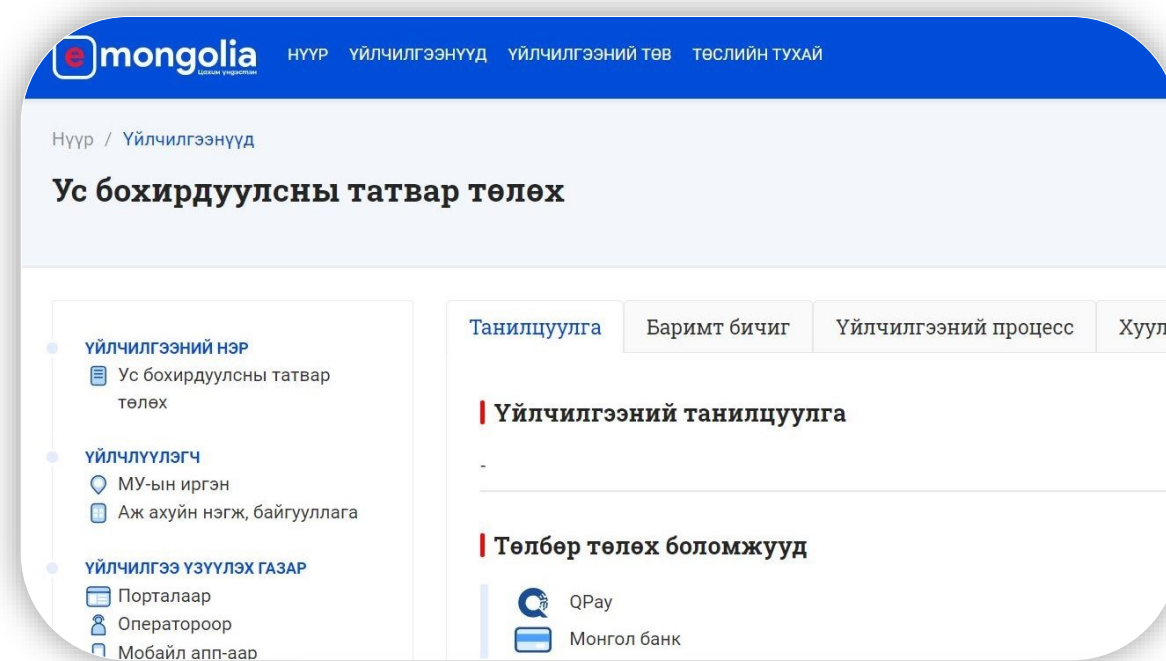 e mongolia
Цахим үндэстэн
НҮҮР ҮЙЛЧИЛГЭЭНҮҮД ҮЙЛЧИЛГЭЭНИЙ ТӨВ ТӨСЛИЙН ТУХАЙ
Нүүр / Үйлчилгээнүүд
Ус бохирдуулсны татвар төлөх
ҮЙЛЧИЛГЭЭНИЙ НЭР
Ус бохирдуулсны татвар
төлөх
ҮЙЛЧЛҮҮЛЭГЧ
МУ-ын иргэн
Аж ахуйн нэгж, байгууллага
ҮЙЛЧИЛГЭЭ ҮЗҮҮЛЭХ ГАЗАР
Порталаар
Оператороор
Мобайл апп-аар
Танилцуулга Баримт бичиг Үйлчилгээний процесс Хуул
Үйлчилгээний танилцуулга
-
Төлбөр төлөх боломжууд
QPay
Монгол банк